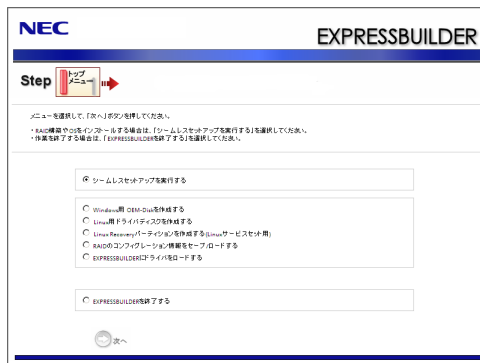 NEC
EXPRESSBUILDER
Step
トップ
メニュー
メニューを選択して、「次へ」ボタンを押してください。
・RAID構築やOSをインストールする場合は、「シームレスセットアップを実行する」を選択してください。
・作業を終了する場合は、「EXPRESSBUILDERを終了する」を選択してください。
シームレスセットアップを実行する
Windows用 OEM-Diskを作成する
Linux用ドライバディスクを作成する
Linux Recoveryパーティションを作成する(Linuxサービスセット用)
RAIDのコンフィグレーション情報をセーブ/ロードする
EXPRESSBUILDERにドライバをロードする
EXPRESSBUILDERを終了する
次へ